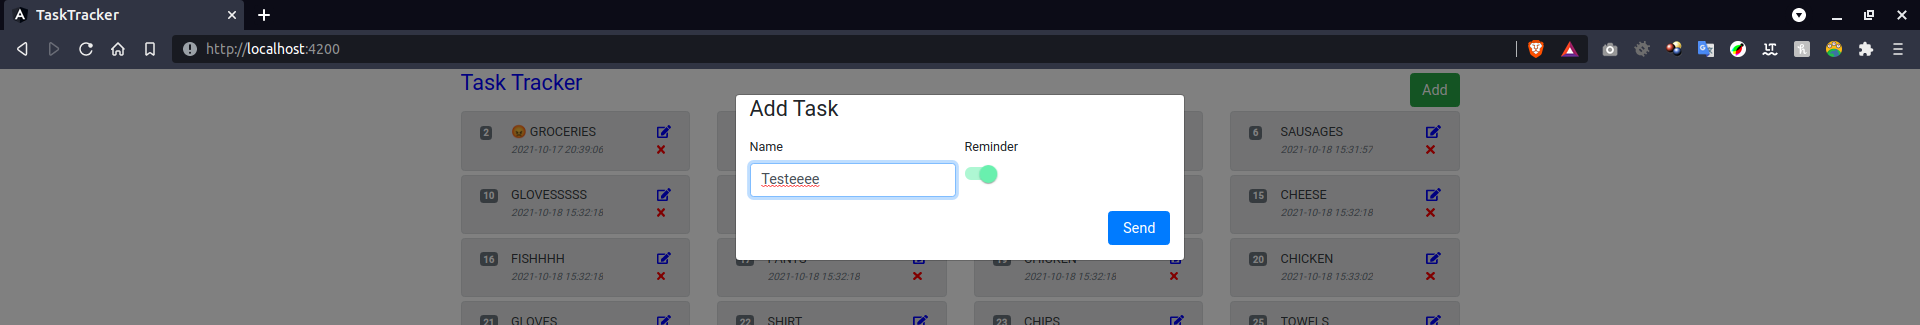 TaskTracker
http://localhost:4200
Task Tracker
Add
Add Task
Name
Reminder
Testeeee
Send
2 😡 GROCERIES
2021-10-17 20:39:06
6 SAUSAGES
2021-10-18 15:31:57
10 GLOVESSSSS
2021-10-18 15:32:18
15 CHEESE
2021-10-18 15:32:18
16 FISHHHH
2021-10-18 15:32:18
PANTS
2021-10-18 15:32:18
CHICKEN
2021-10-18 15:32:18
20 CHICKEN
2021-10-18 15:33:02
21 GLOVES
22 SHIRT
23 CHIPS
25 TOWELS